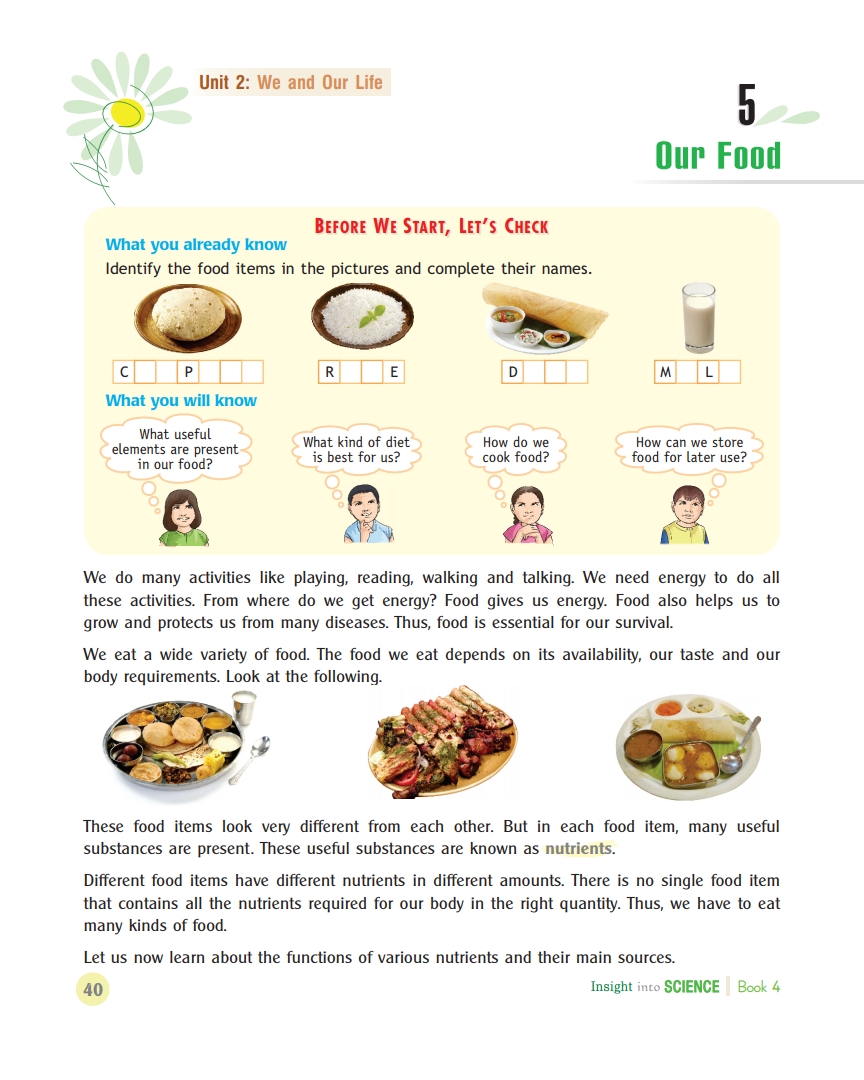 Unit 2: We and Our Life
5
Our Food
BEFORE WE START, LET'S CHECK
What you already know
Identify the food items in the pictures and complete their names.
C P
R E
D
M L
What you will know
What useful
elements are present
in our food?
What kind of diet
is best for us?
How do we
cook food?
How can we store
food for later use?
We do many activities like playing, reading, walking and talking. We need energy to do all
these activities. From where do we get energy? Food gives us energy. Food also helps us to
grow and protects us from many diseases. Thus, food is essential for our survival.
We eat a wide variety of food. The food we eat depends on its availability, our taste and our
body requirements. Look at the following.
These food items look very different from each other. But in each food item, many useful
substances are present. These useful substances are known as nutrients.
Different food items have different nutrients in different amounts. There is no single food item
that contains all the nutrients required for our body in the right quantity. Thus, we have to eat
many kinds of food.
Let us now learn about the functions of various nutrients and their main sources.
40
Insight into SCIENCE Book 4